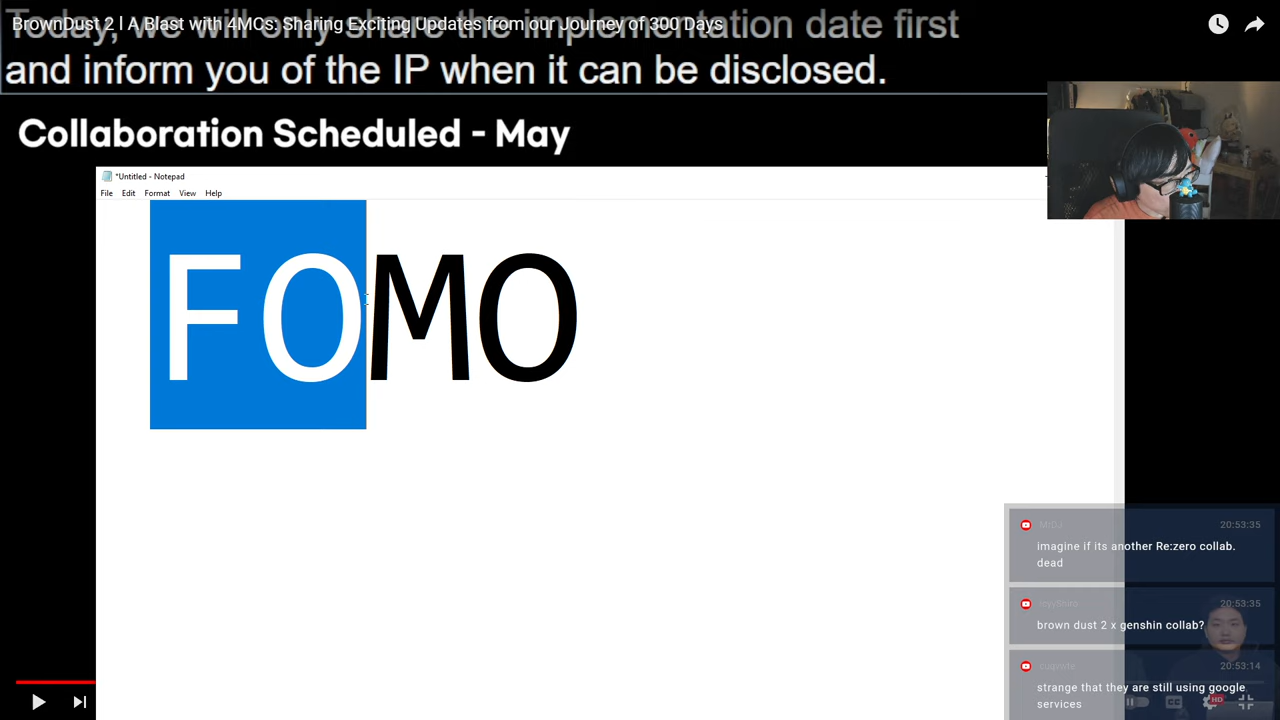 BrownDust 2 l A Blast with 4MCs: Sharing Exciting Updates from our Journey of 300 Days
Today, we will only share the implementation date first
and inform you of the IP when it can be disclosed.
Collaboration Scheduled - May
*Untitled - Notepad
File Edit Format View Help
FOMO
MrDJ 20:53:35
imagine if its another Re:zero collab.
dead
20:53:35
brown dust 2 x genshin collab?
20:53:14
strange that they are still using google
services
CC HD